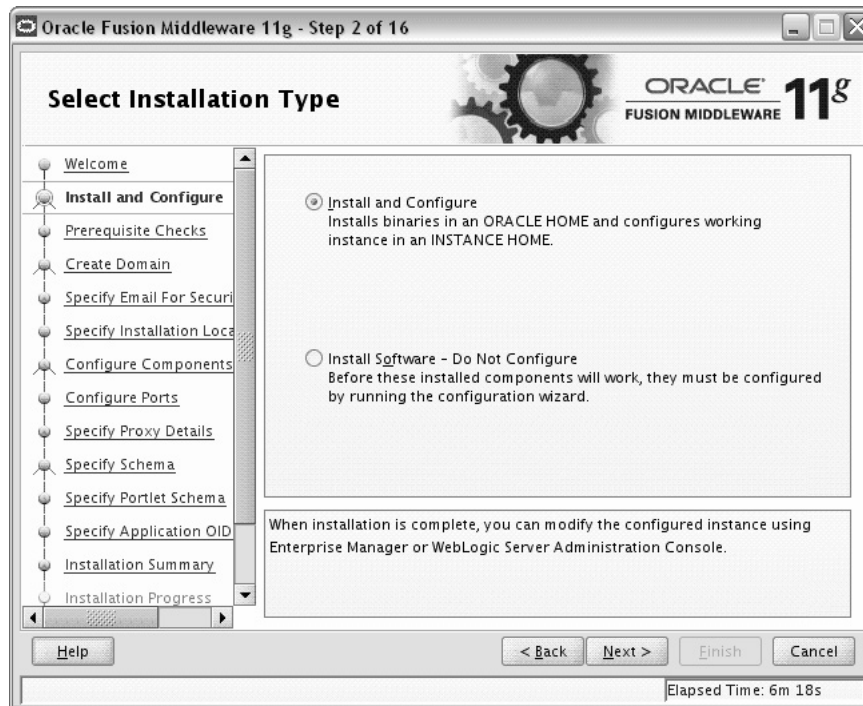 Oracle Fusion Middleware 11g - Step 2 of 16
Select Installation Type
ORACLE
FUSION MIDDLEWARE 11g
Welcome
Install and Configure
Prerequisite Checks
Create Domain
Specify Email For Securi
Specify Installation Loca
Configure Components
Configure Ports
Specify Proxy Details
Specify Schema
Specify Portlet Schema
Specify Application OID
Installation Summary
Installation Progress
Install and Configure
Installs binaries in an ORACLE HOME and configures working
instance in an INSTANCE HOME.
Install Software - Do Not Configure
Before these installed components will work, they must be configured
by running the configuration wizard.
When installation is complete, you can modify the configured instance using
Enterprise Manager or WebLogic Server Administration Console.
Help
< Back
Next >
Finish
Cancel
Elapsed Time: 6m 18s